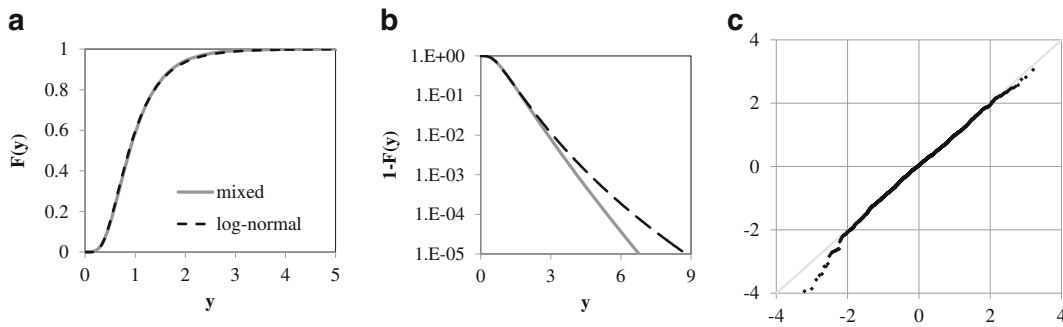 a
1
0.8
0.6
0.4
0.2
0
F(y)
mixed
log-normal
0 1 2 3 4 5
y
b
1.E+00
1.E-01
1.E-02
1.E-03
1.E-04
1.E-05
1-F(y)
0 3 6 9
y
c
4
2
0
-2
-4
-4 -2 0 2 4